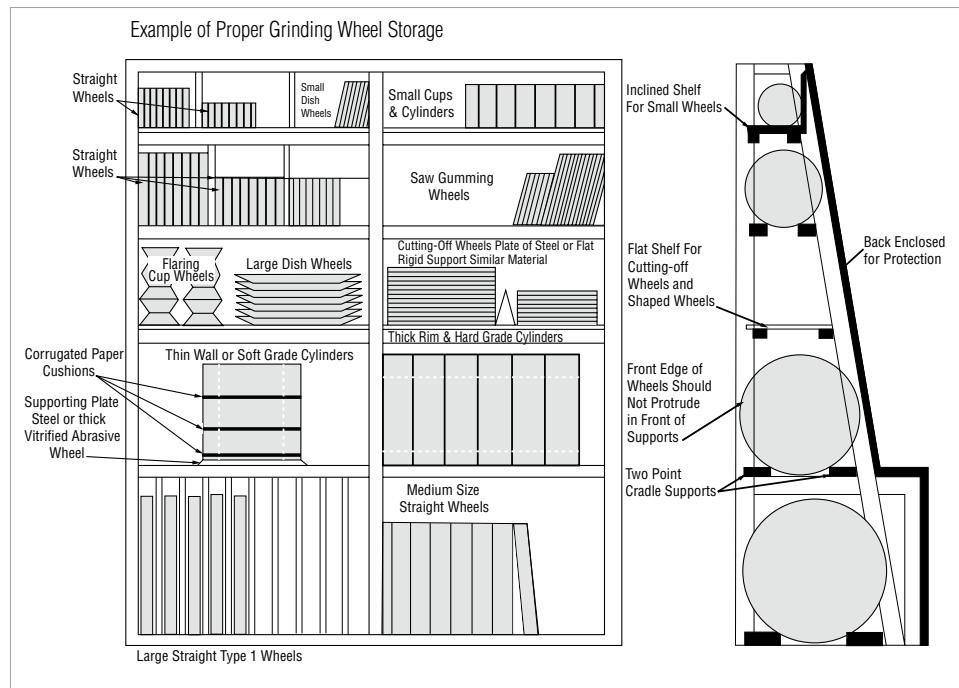 Example of Proper Grinding Wheel Storage
Straight
Wheels
Small
Dish
Wheels
Small Cups
& Cylinders
Straight
Wheels
Saw Gumming
Wheels
Flaring
Cup Wheels
Large Dish Wheels
Cutting-Off Wheels Plate of Steel or Flat
Rigid Support Similar Material
Corrugated Paper
Cushions
Thin Wall or Soft Grade Cylinders
Thick Rim & Hard Grade Cylinders
Supporting Plate
Steel or thick
Vitrified Abrasive
Wheel
Medium Size
Straight Wheels
Large Straight Type 1 Wheels
Inclined Shelf
For Small Wheels
Back Enclosed
for Protection
Flat Shelf For
Cutting-off
Wheels and
Shaped Wheels
Front Edge of
Wheels Should
Not Protrude
in Front of
Supports
Two Point
Cradle Supports